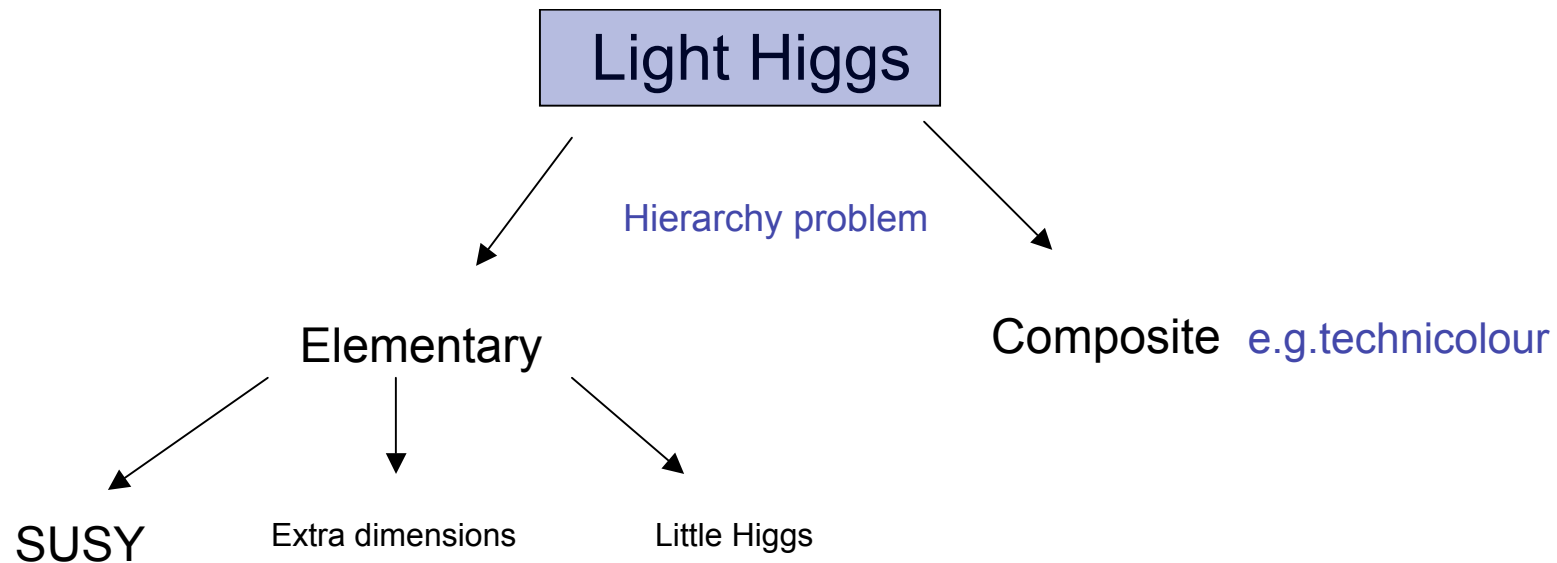 Light Higgs
Hierarchy problem
Elementary
Composite e.g.technicolour
SUSY
Extra dimensions
Little Higgs